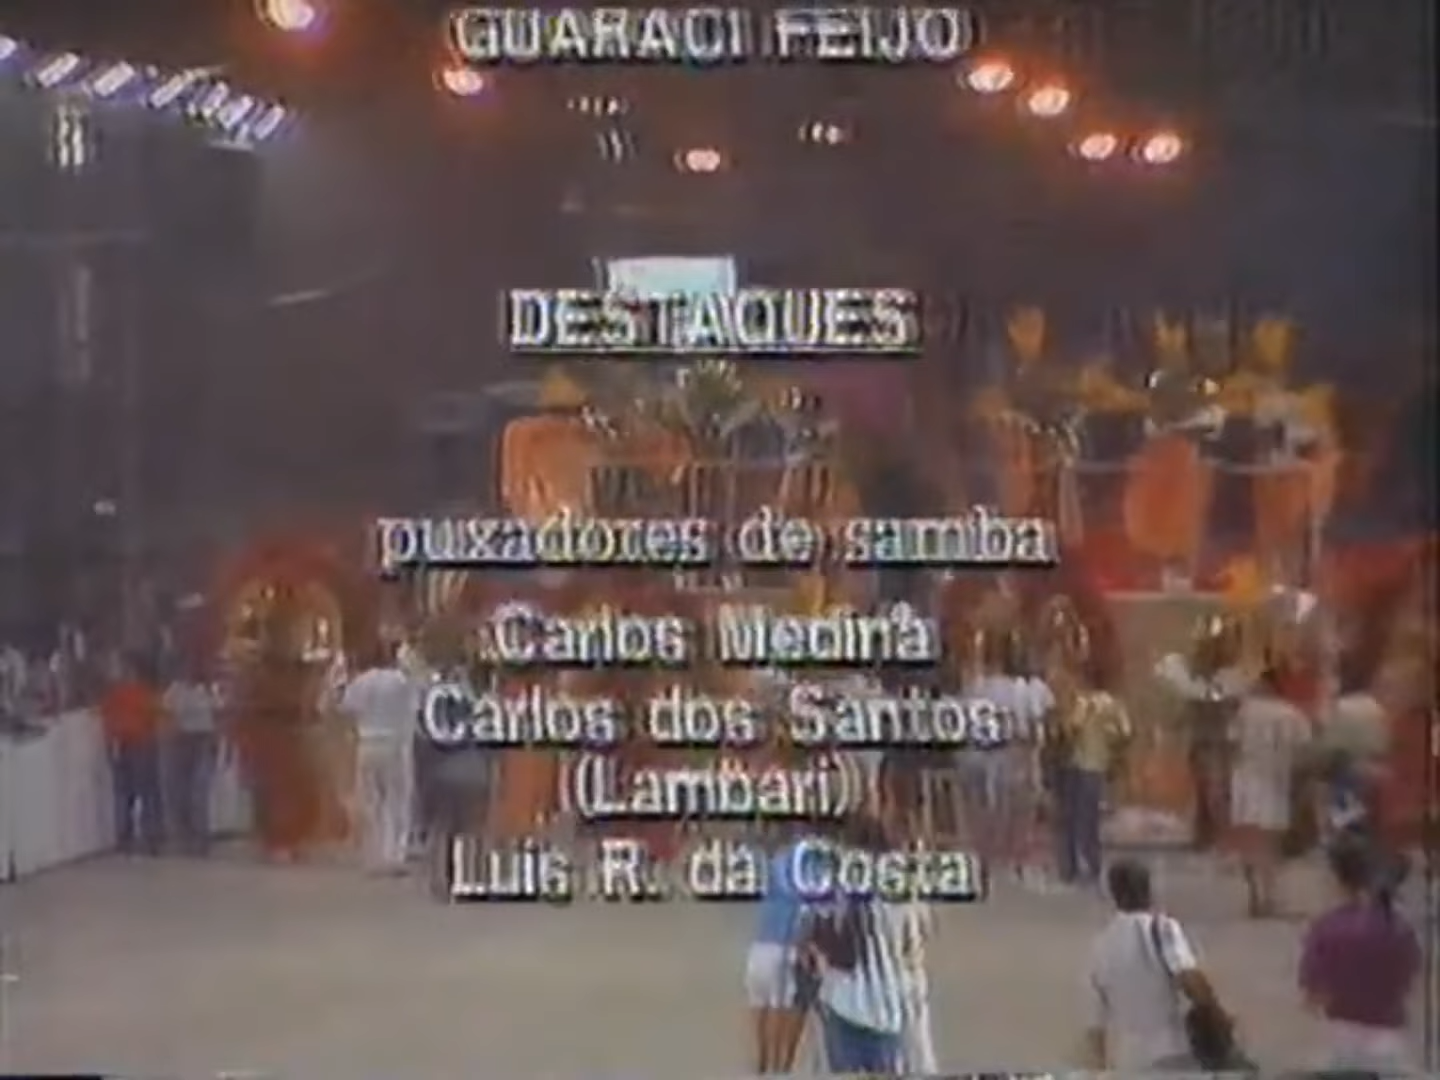 GUARACI FEIJO
DESTAQUES
puxadores de samba
Carlos Medina
Carlos dos Santos
(Lambari)
Luis R. da Costa